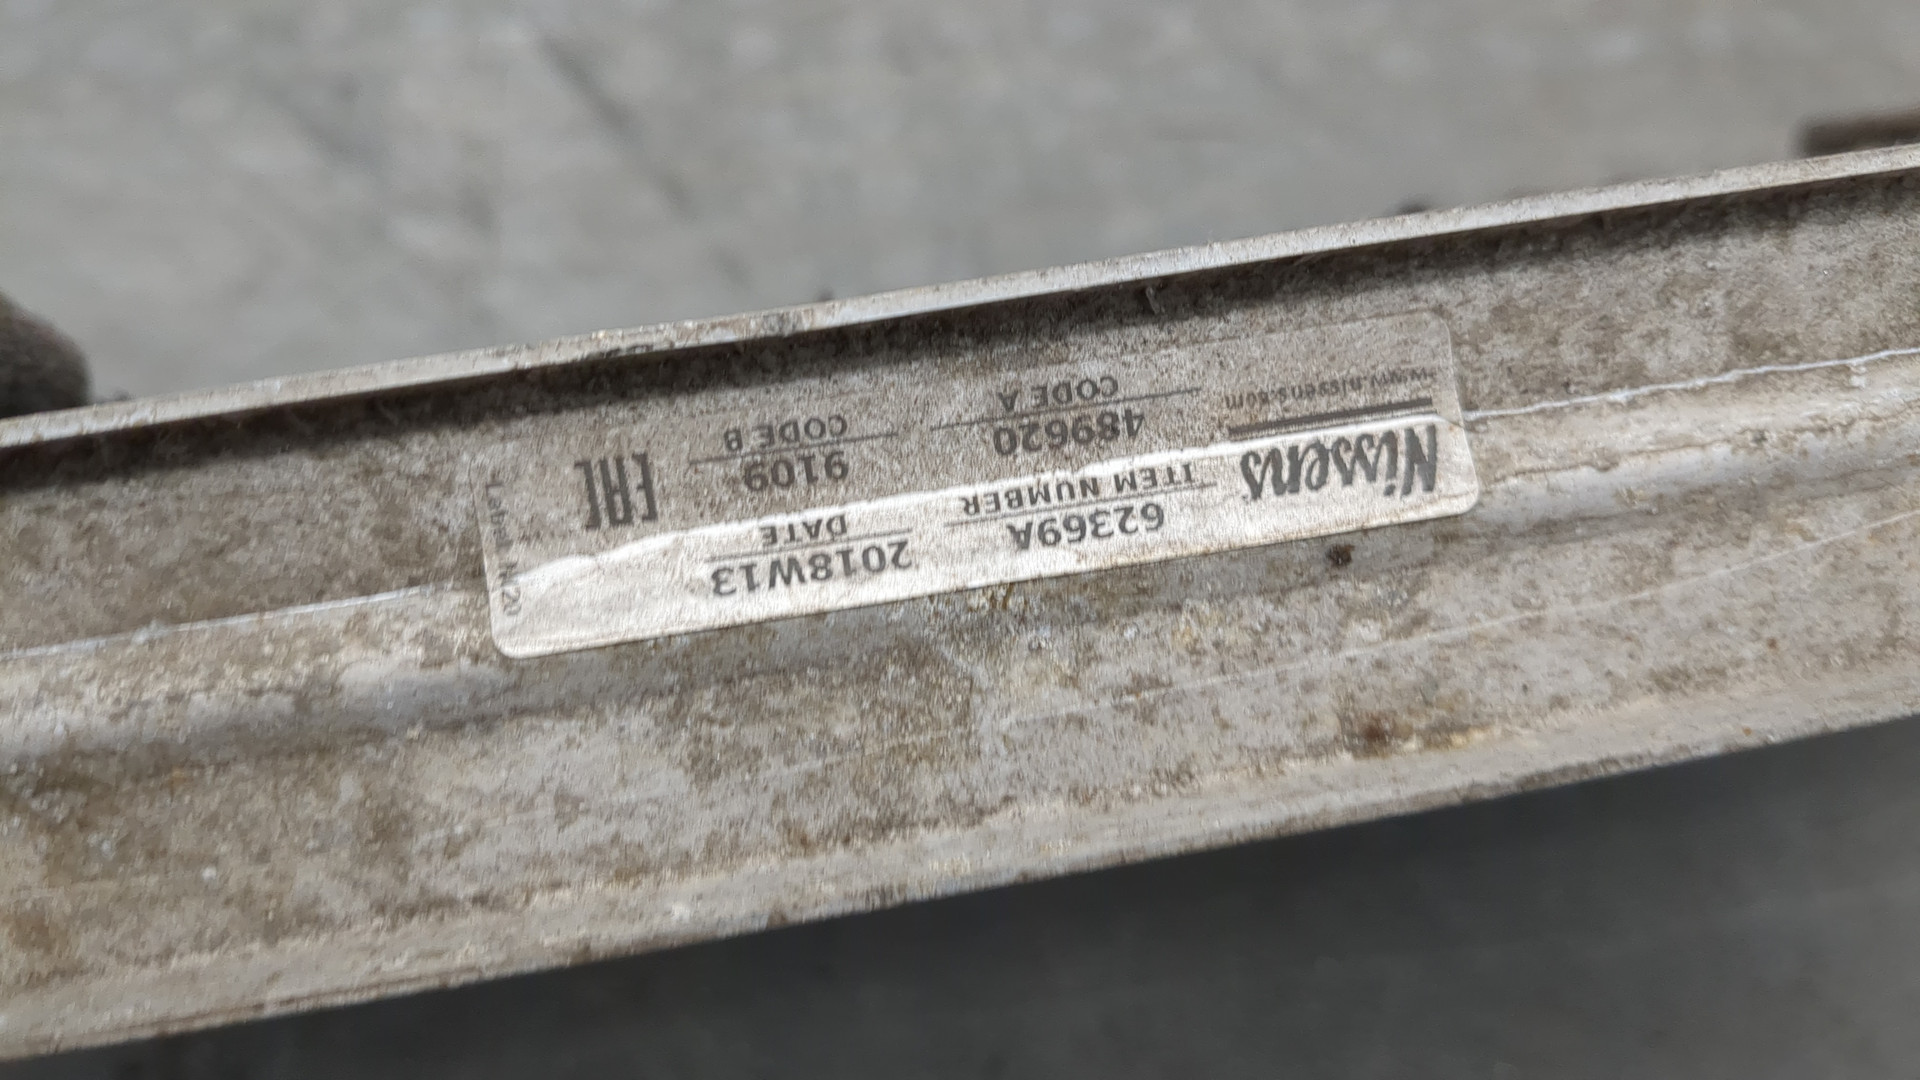 Nissens
www.nissens.com
62369A
ITEM NUMBER
489620
CODE A
2018W13
DATE
9109
CODE B
EAC